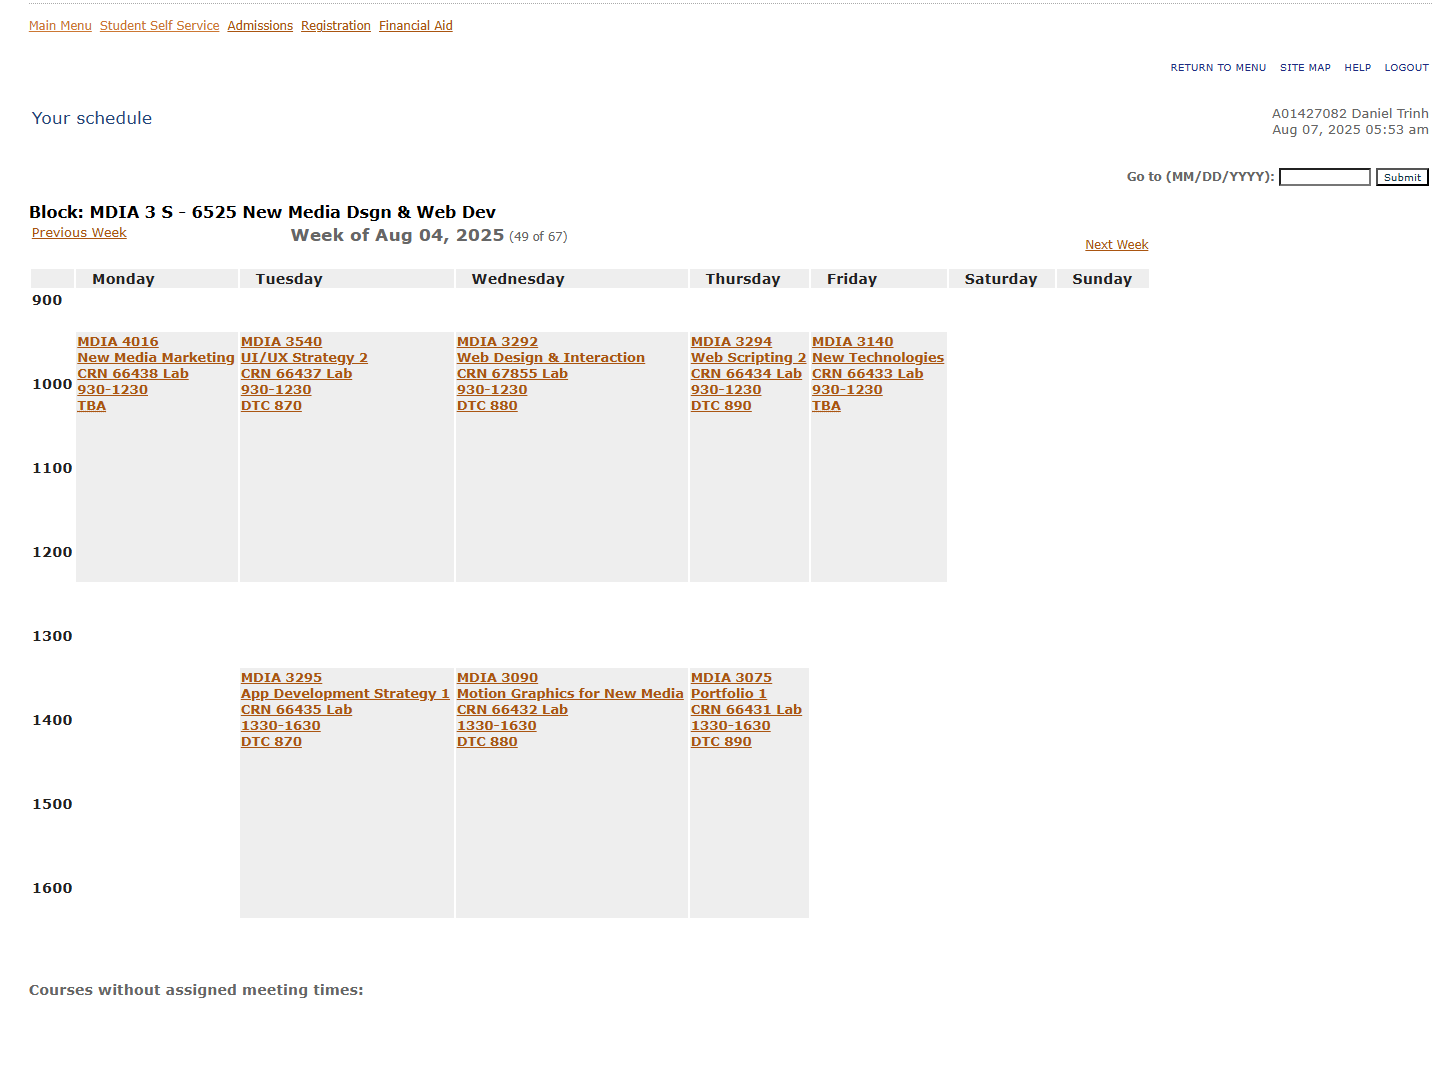 Main Menu Student Self Service Admissions Registration Financial Aid
RETURN TO MENU SITE MAP HELP LOGOUT
Your schedule
A01427082 Daniel Trinh
Aug 07, 2025 05:53 am
Go to (MM/DD/YYYY): Submit
Block: MDIA 3 S - 6525 New Media Dsgn & Web Dev
Previous Week Week of Aug 04, 2025 (49 of 67) Next Week
Monday Tuesday Wednesday Thursday Friday Saturday Sunday
900
MDIA 4016 MDIA 3540 MDIA 3292 MDIA 3294 MDIA 3140
New Media Marketing UI/UX Strategy 2 Web Design & Interaction Web Scripting 2 New Technologies
CRN 66438 Lab CRN 66437 Lab CRN 67855 Lab CRN 66434 Lab CRN 66433 Lab
1000 930-1230 930-1230 930-1230 930-1230 930-1230
TBA DTC 870 DTC 880 DTC 890 TBA
1100
1200
1300
MDIA 3295 MDIA 3090 MDIA 3075
App Development Strategy 1 Motion Graphics for New Media Portfolio 1
CRN 66435 Lab CRN 66432 Lab CRN 66431 Lab
1400 1330-1630 1330-1630 1330-1630
DTC 870 DTC 880 DTC 890
1500
1600
Courses without assigned meeting times: